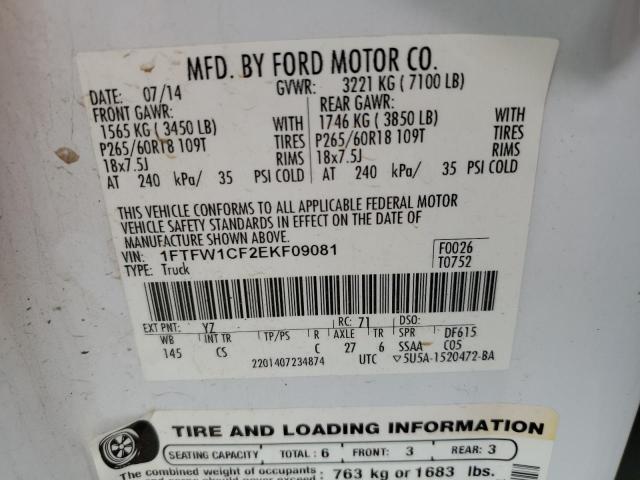 MFD. BY FORD MOTOR CO.
DATE: 07/14 GVWR: 3221 KG ( 7100 LB)
FRONT GAWR: REAR GAWR:
1565 KG ( 3450 LB) WITH 1746 KG ( 3850 LB) WITH
P265/60R18 109T TIRES P265/60R18 109T TIRES
18x7.5J RIMS 18x7.5J RIMS
AT 240 kPa/ 35 PSI COLD AT 240 kPa/ 35 PSI COLD
THIS VEHICLE CONFORMS TO ALL APPLICABLE FEDERAL MOTOR
VEHICLE SAFETY STANDARDS IN EFFECT ON THE DATE OF
MANUFACTURE SHOWN ABOVE.
VIN: 1FTFW1CF2EKF09081 F0026
TYPE: Truck T0752
EXT PNT: YZ RC: 71 DSO:
WB INT TR TP/PS R AXLE TR SPR DF615
145 CS C 27 6 SSAA C05
2201407234874 UTC ▽5U5A-1520472-BA
TIRE AND LOADING INFORMATION
SEATING CAPACITY TOTAL: 6 FRONT: 3 REAR: 3
The combined weight of occupants 763 kg or 1683 lbs.